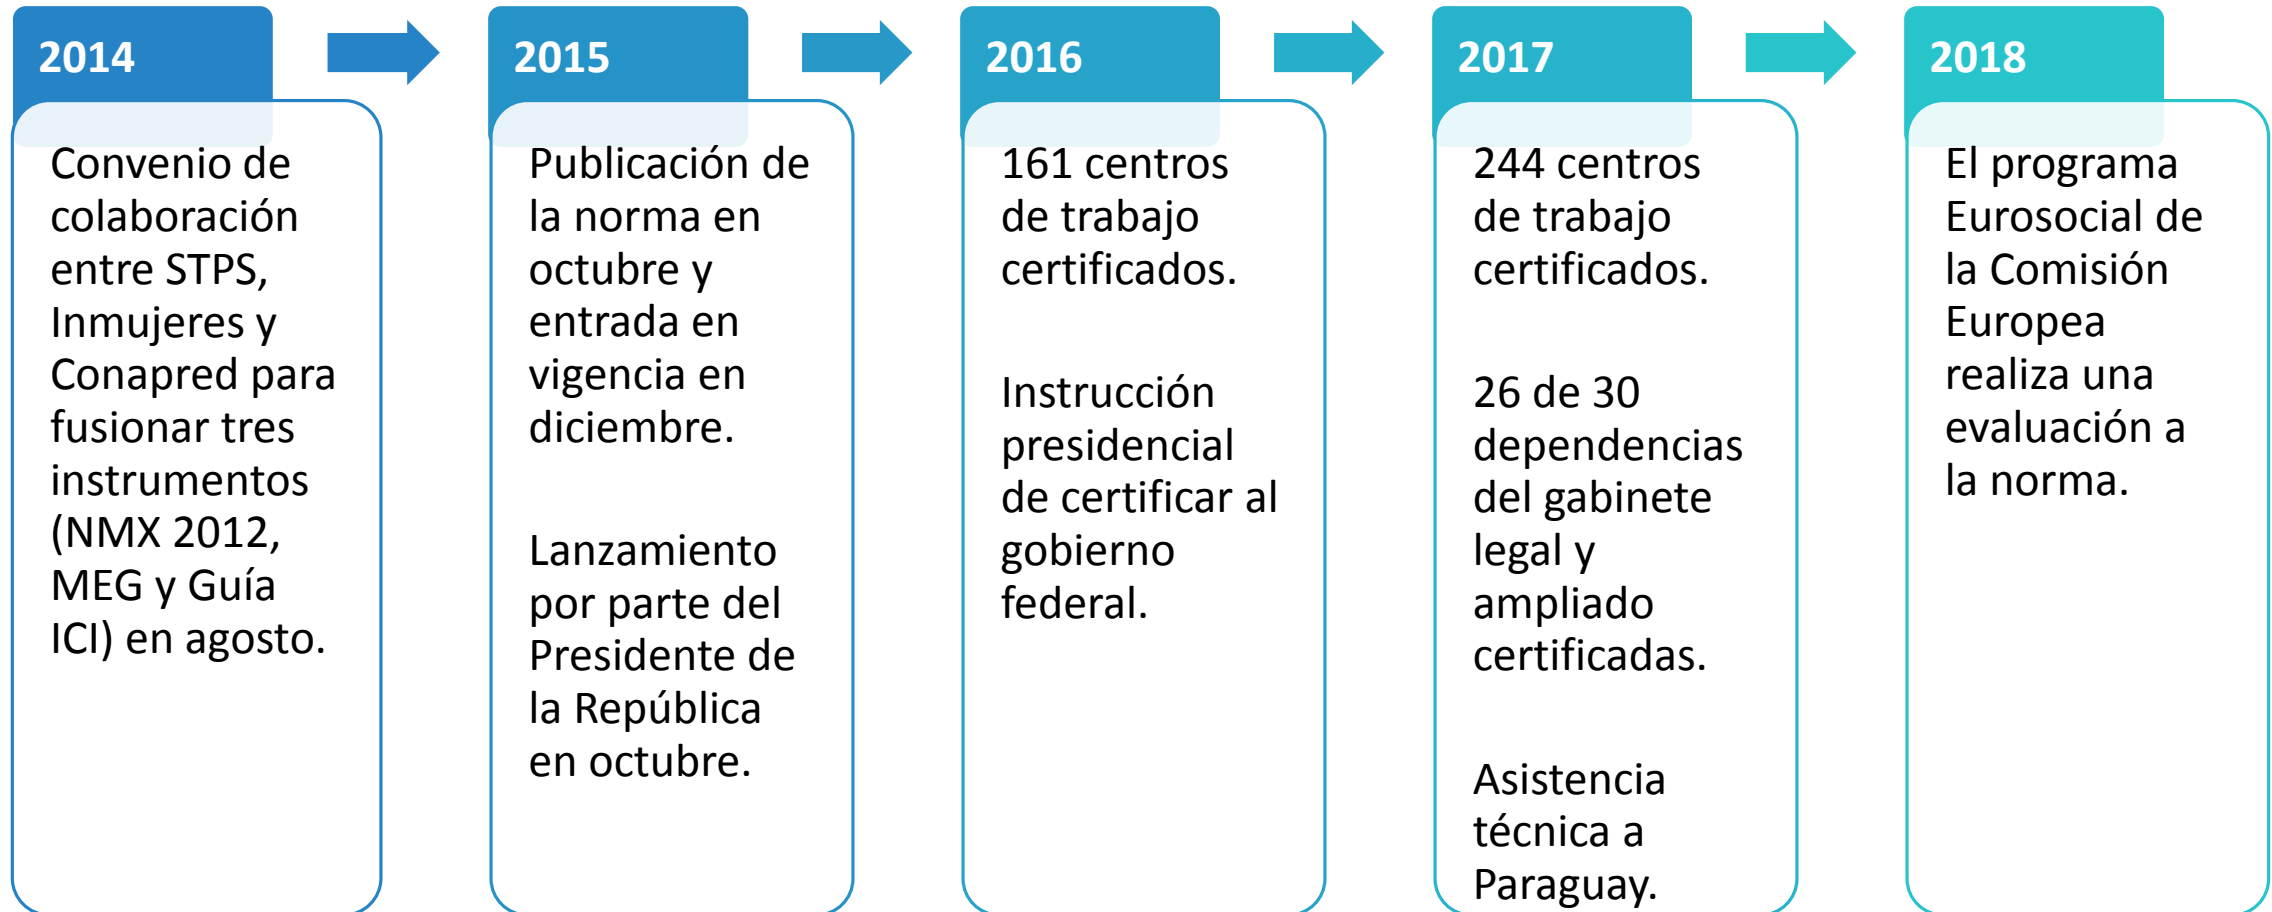 2014
Convenio de
colaboración
entre STPS,
Inmujeres y
Conapred para
fusionar tres
instrumentos
(NMX 2012,
MEG y Guía
ICI) en agosto.
2015
Publicación de
la norma en
octubre y
entrada en
vigencia en
diciembre.
Lanzamiento
por parte del
Presidente de
la República
en octubre.
2016
161 centros
de trabajo
certificados.
Instrucción
presidencial
de certificar al
gobierno
federal.
2017
244 centros
de trabajo
certificados.
26 de 30
dependencias
del gabinete
legal y
ampliado
certificadas.
Asistencia
técnica a
Paraguay.
2018
El programa
Eurosocial de
la Comisión
Europea
realiza una
evaluación a
la norma.